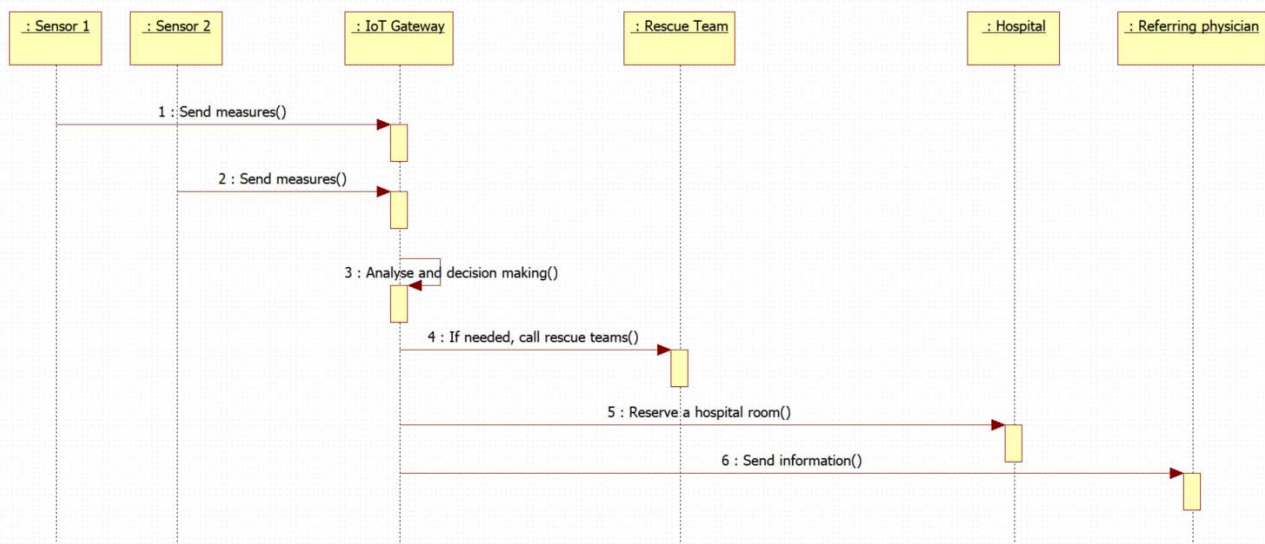 : Sensor 1
: Sensor 2
: IoT Gateway
: Rescue Team
: Hospital
: Referring physician
1 : Send measures()
2 : Send measures()
3 : Analyse and decision making()
4 : If needed, call rescue teams()
5 : Reserve a hospital room()
6 : Send information()